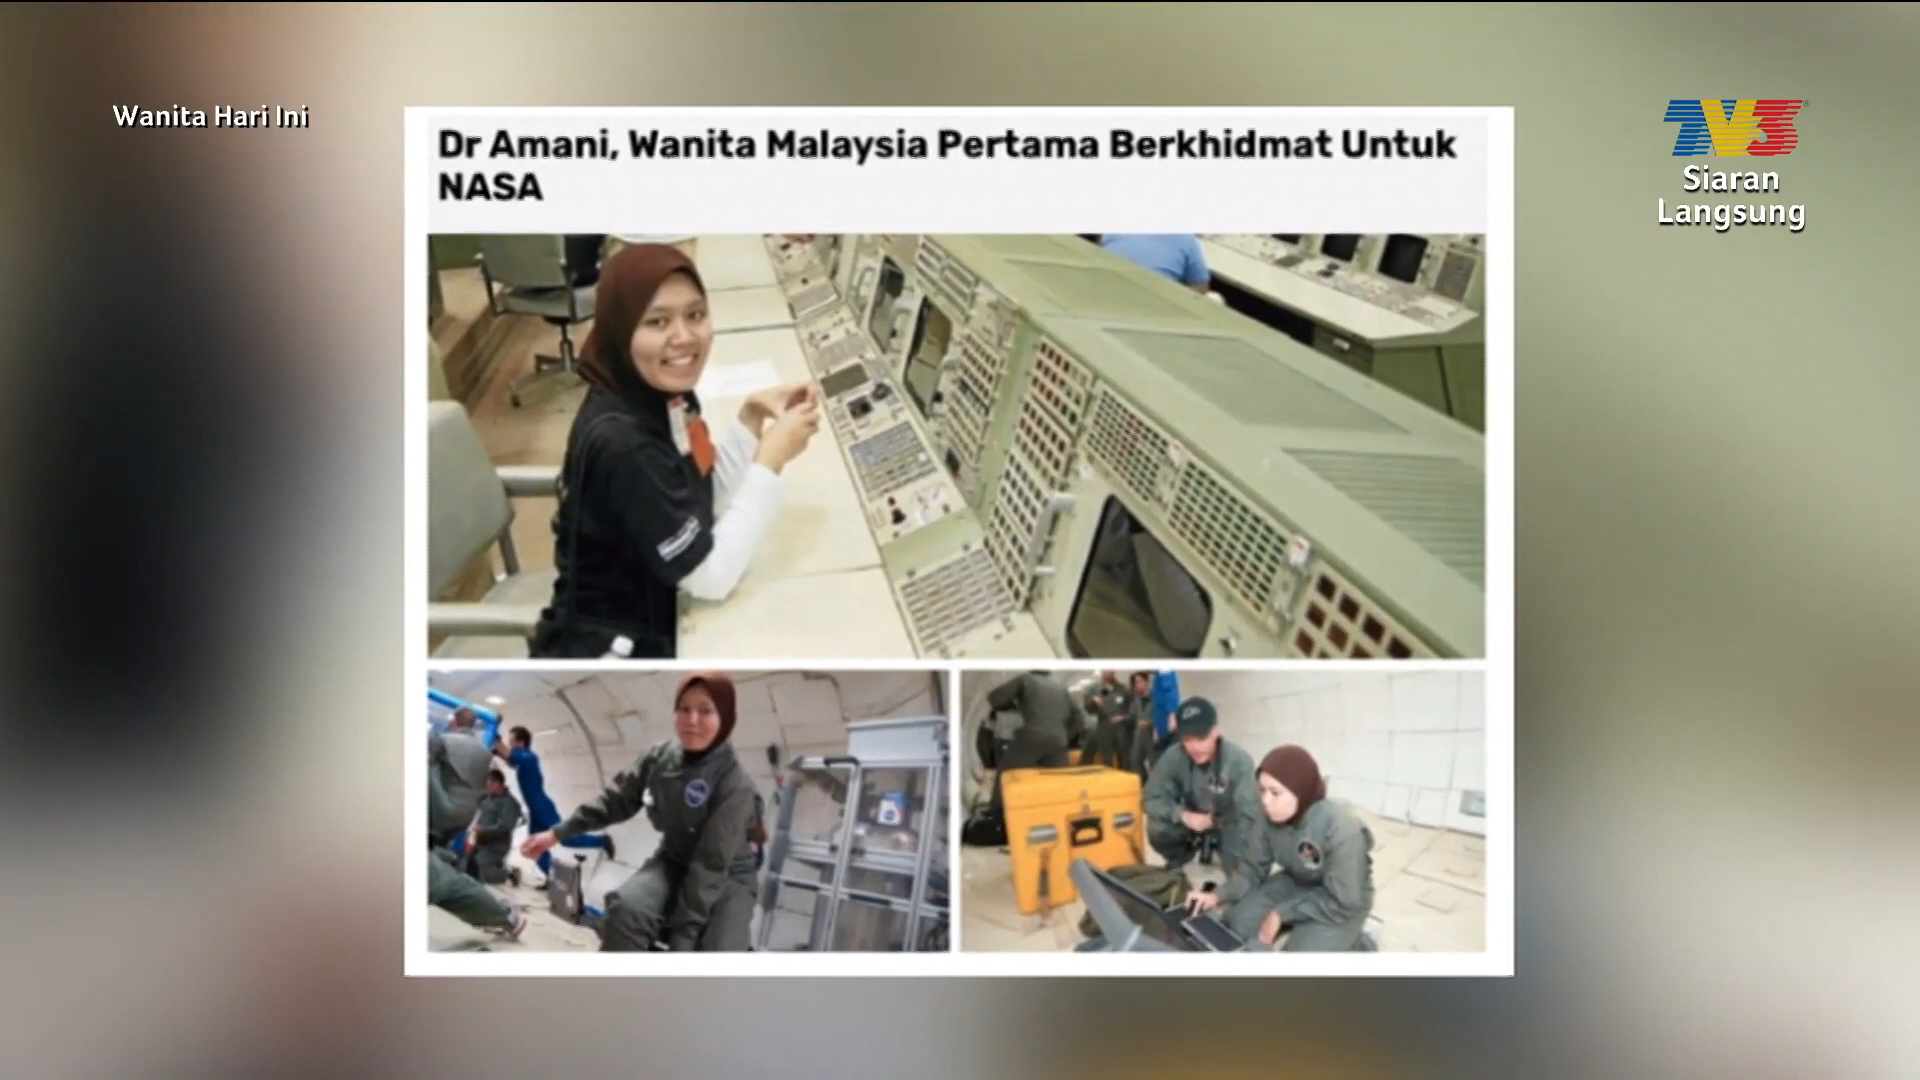 Wanita Hari Ini
Dr Amani, Wanita Malaysia Pertama Berkhidmat Untuk
NASA
TV3
Siaran
Langsung